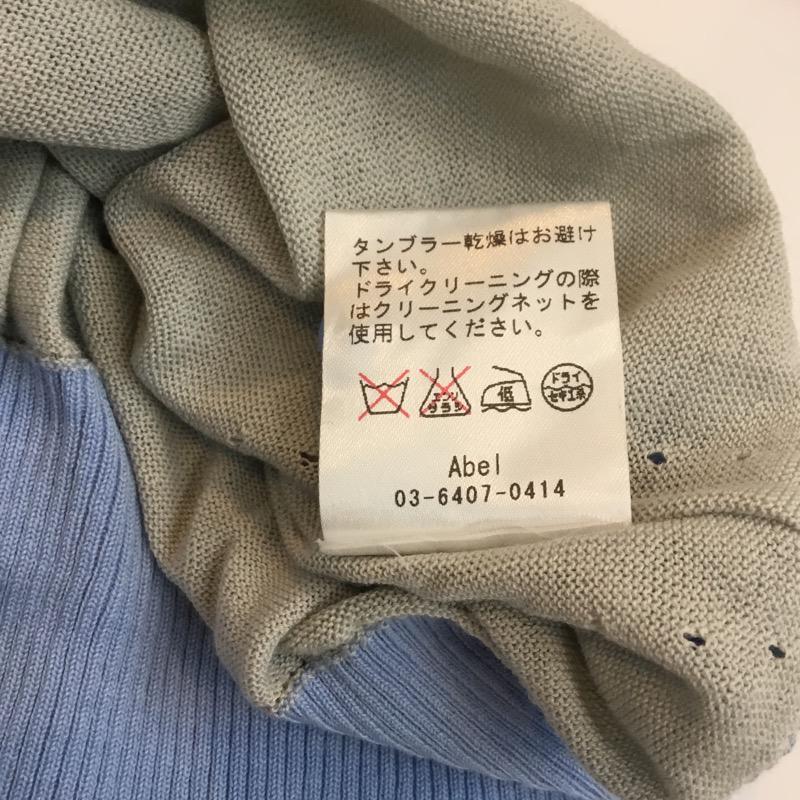 タンブラー乾燥はお避け
下さい。
ドライクリーニングの際
はクリーニングネットを
使用してください。
エンソ
サラシ
低
ドライ
セキユ系
Abel
03-6407-0414